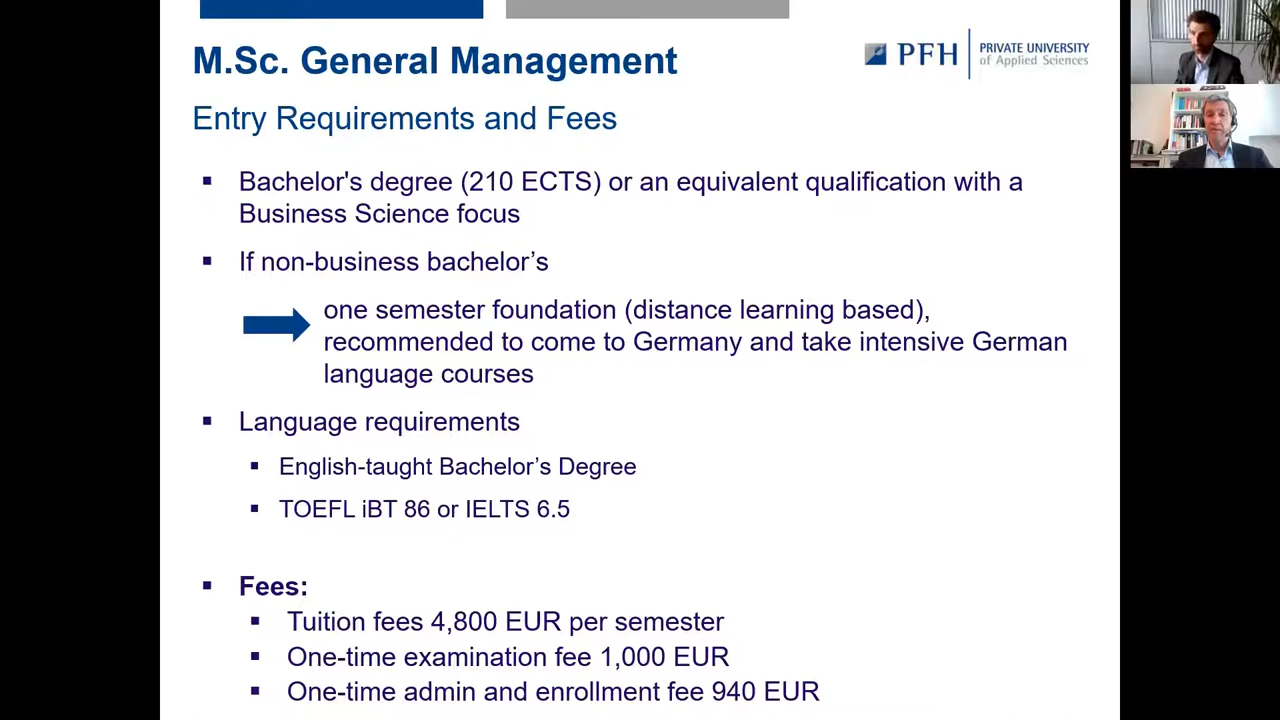 M.Sc. General Management
PFH
PRIVATE UNIVERSITY
of Applied Sciences
Entry Requirements and Fees
▪ Bachelor's degree (210 ECTS) or an equivalent qualification with a
Business Science focus
▪ If non-business bachelor’s
one semester foundation (distance learning based),
recommended to come to Germany and take intensive German
language courses
▪ Language requirements
▪ English-taught Bachelor’s Degree
▪ TOEFL iBT 86 or IELTS 6.5
▪ Fees:
▪ Tuition fees 4,800 EUR per semester
▪ One-time examination fee 1,000 EUR
▪ One-time admin and enrollment fee 940 EUR